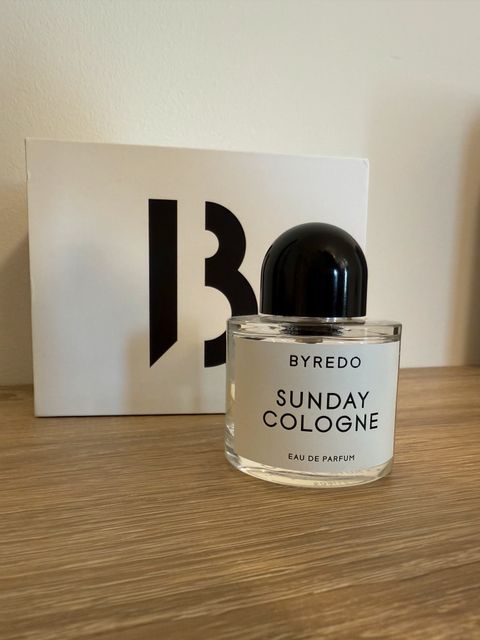 B
BYREDO
SUNDAY
COLOGNE
EAU DE PARFUM